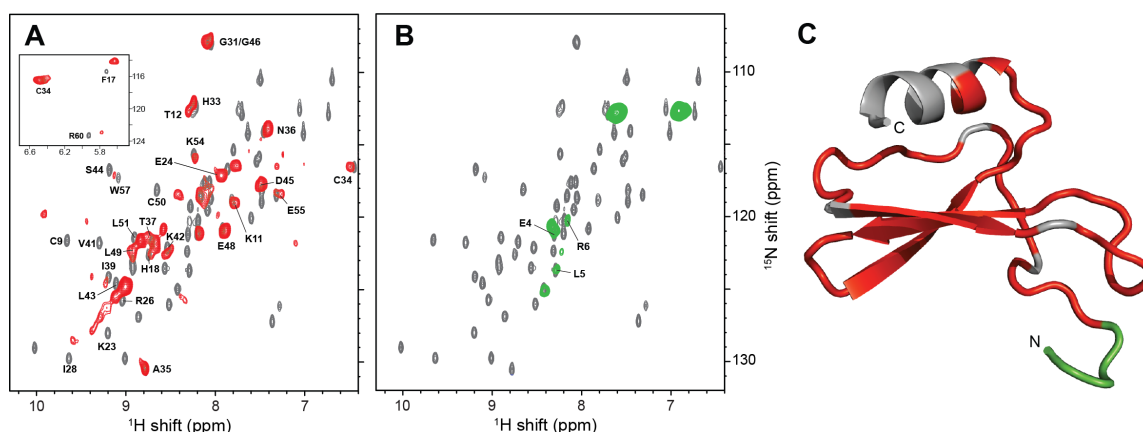 A
G31/G46
C34
F17
R60
116
120
124
6.6
6.2
5.8
T12
H33
K54
N36
E24
S44
W57
C34
D45
C50
E55
L51
T37
K11
C9
V41
K42
E48
L49
I39
H18
L43
R26
K23
I28
A35
10
9
8
7
¹H shift (ppm)
B
E4
R6
L5
110
120
130
¹⁵N shift (ppm)
10
9
8
7
¹H shift (ppm)
C
C
N